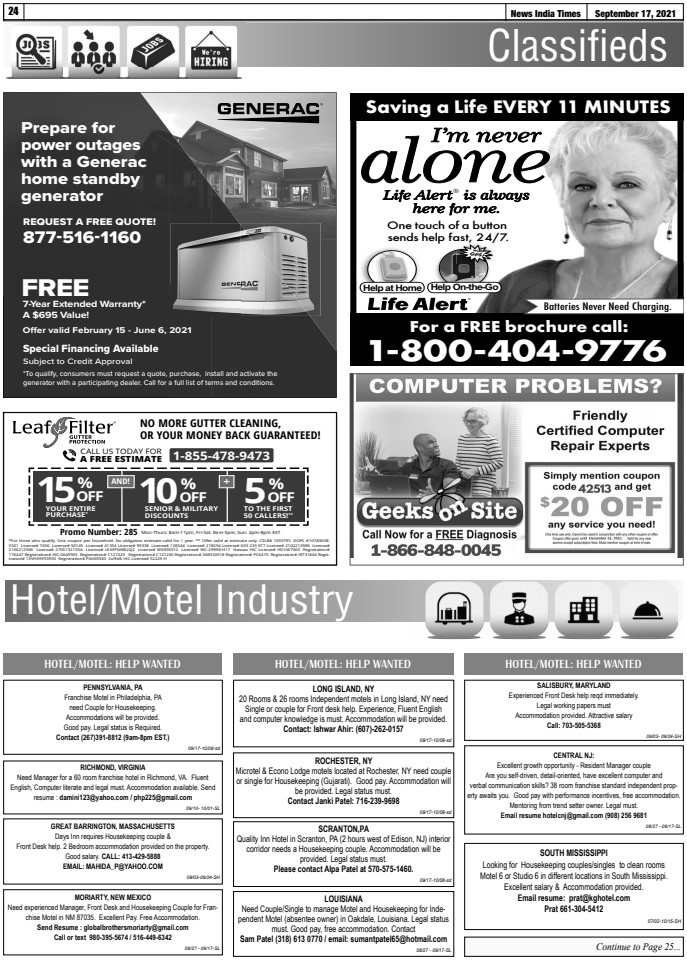 24
News India Times
September 17, 2021
JOBS
JOBS
We're
HIRING
Classifieds
GENERAC®
Prepare for
power outages
with a Generac
home standby
generator
REQUEST A FREE QUOTE!
877-516-1160
GENERAC
FREE
7-Year Extended Warranty*
A $695 Value!
Offer valid February 15 - June 6, 2021
Special Financing Available
Subject to Credit Approval
*To qualify, consumers must request a quote, purchase, install and activate the
generator with a participating dealer. Call for a full list of terms and conditions.
Saving a Life EVERY 11 MINUTES
I'm never
alone
Life Alert® is always
here for me.
One touch of a button
sends help fast, 24/7.
Help at Home
Help On-the-Go
Life Alert
Batteries Never Need Charging.
For a FREE brochure call:
1-800-404-9776
LeafFilter®
GUTTER
PROTECTION
NO MORE GUTTER CLEANING,
OR YOUR MONEY BACK GUARANTEED!
CALL US TODAY FOR
A FREE ESTIMATE
1-855-478-9473
15% OFF
YOUR ENTIRE
PURCHASE*
AND!
10% OFF
SENIOR & MILITARY
DISCOUNTS
+
5% OFF
TO THE FIRST
50 CALLERS!**
Promo Number: 285
Mon-Thurs: 8am-11pm, Fri-Sat: 8am-5pm, Sun: 2pm-8pm EST
COMPUTER PROBLEMS?
Friendly
Certified Computer
Repair Experts
Geeks on Site
Call Now for a FREE Diagnosis
1-866-848-0045
Simply mention coupon
code 42513 and get
$20 OFF
any service you need!
Hotel/Motel Industry
HOTEL/MOTEL: HELP WANTED
PENNSYLVANIA, PA
Franchise Motel in Philadelphia, PA
need Couple for Housekeeping.
Accommodations will be provided.
Good pay. Legal status is Required.
Contact (267)391-8812 (9am-8pm EST.)
09/17-10/08-sd
RICHMOND, VIRGINIA
Need Manager for a 60 room franchise hotel in Richmond, VA. Fluent
English, Computer literate and legal must. Accommodation available. Send
resume : damini123@yahoo.com / php225@gmail.com
09/10- 10/01-SL
GREAT BARRINGTON, MASSACHUSETTS
Days Inn requires Housekeeping couple &
Front Desk help. 2 Bedroom accommodation provided on the property.
Good salary. CALL: 413-429-5888
EMAIL: MAHIDA_P@YAHOO.COM
09/03-09/24-SH
MORIARTY, NEW MEXICO
Need experienced Manager, Front Desk and Housekeeping Couple for Fran-
chise Motel in NM 87035. Excellent Pay. Free Accommodation.
Send Resume : globalbrothersmoriarty@gmail.com
Call or text 980-395-5674 / 516-449-6342
08/27 - 09/17-SL
HOTEL/MOTEL: HELP WANTED
LONG ISLAND, NY
20 Rooms & 26 rooms Independent motels in Long Island, NY need
Single or couple for Front desk help. Experience, Fluent English
and computer knowledge is must. Accommodation will be provided.
Contact: Ishwar Ahir: (607)-262-0157
09/17-10/08-sd
ROCHESTER, NY
Microtel & Econo Lodge motels located at Rochester, NY need couple
or single for Housekeeping (Gujarati). Good pay. Accommodation will be
provided. Legal status must.
Contact Janki Patel: 716-239-9698
09/17-10/08-sd
SCRANTON,PA
Quality Inn Hotel in Scranton, PA (2 hours west of Edison, NJ) interior
corridor needs a Housekeeping couple. Accommodation will be
provided. Legal status must.
Please contact Alpa Patel at 570-575-1460.
09/17-10/08-sd
LOUISIANA
Need Couple/Single to manage Motel and Housekeeping for Inde-
pendent Motel (absentee owner) in Oakdale, Louisiana. Legal status
must. Good pay, free accommodation. Contact
Sam Patel (318) 613 0770 / email: sumantpatel65@hotmail.com
08/27 - 09/17-SL
HOTEL/MOTEL: HELP WANTED
SALISBURY, MARYLAND
Experienced Front Desk help reqd immediately.
Legal working papers must
Accommodation provided. Attractive salary
Call: 703-505-5368
09/03- 09/24-SH
CENTRAL NJ:
Excellent growth opportunity - Resident Manager couple
Are you self-driven, detail-oriented, have excellent computer and
verbal communication skills? 38 room franchise standard independent prop-
erty awaits you. Good pay with performance incentives, free accommodation.
Mentoring from trend setter owner. Legal must.
Email resume hotelcnj@gmail.com (908) 256 9681
08/27 - 09/17-SL
SOUTH MISSISSIPPI
Looking for Housekeeping couples/singles to clean rooms
Motel 6 or Studio 6 in different locations in South Mississippi.
Excellent salary & Accommodation provided.
Email resume: prat@kghotel.com
Prat 661-304-5412
07/02-10/15-SH
Continue to Page 25...